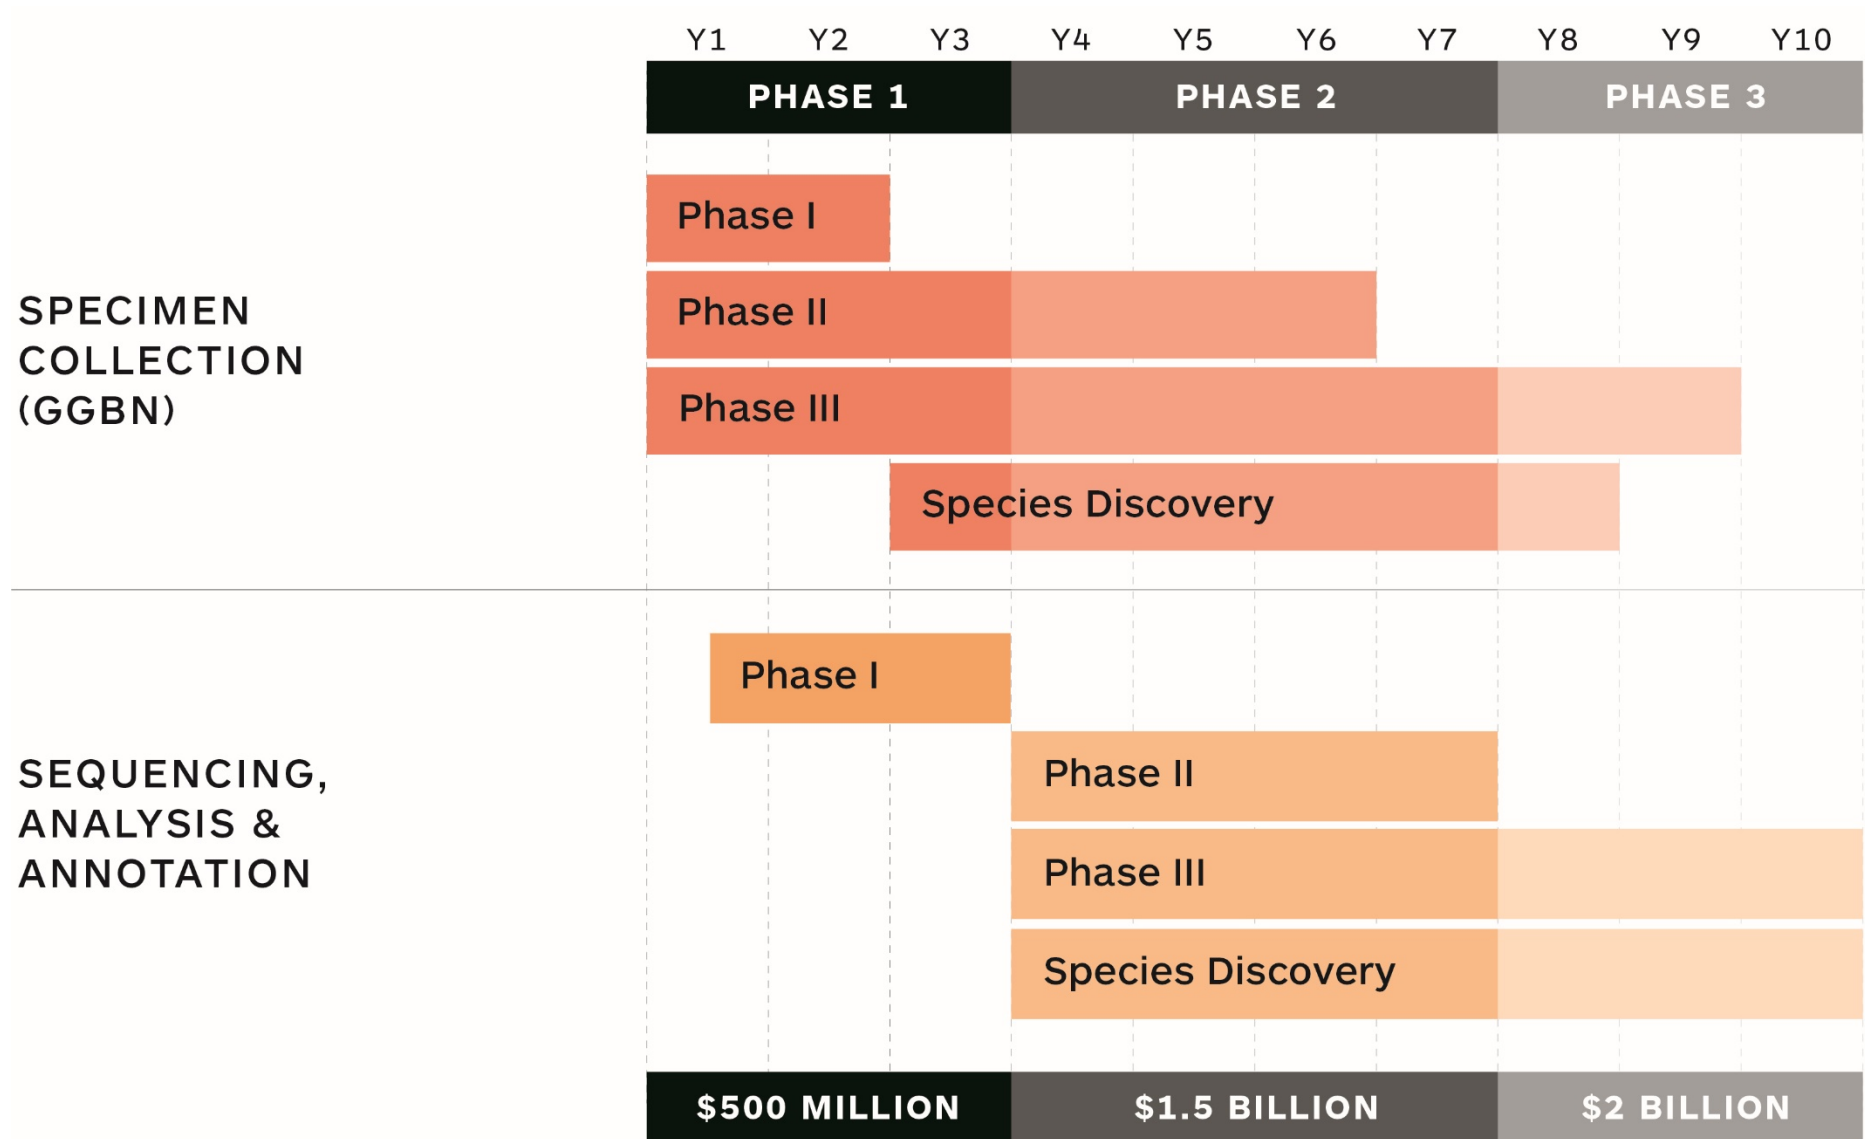 Y1 Y2 Y3 Y4 Y5 Y6 Y7 Y8 Y9 Y10
PHASE 1 PHASE 2 PHASE 3
SPECIMEN
COLLECTION
(GGBN)
Phase I
Phase II
Phase III
Species Discovery
SEQUENCING,
ANALYSIS &
ANNOTATION
Phase I
Phase II
Phase III
Species Discovery
$500 MILLION $1.5 BILLION $2 BILLION